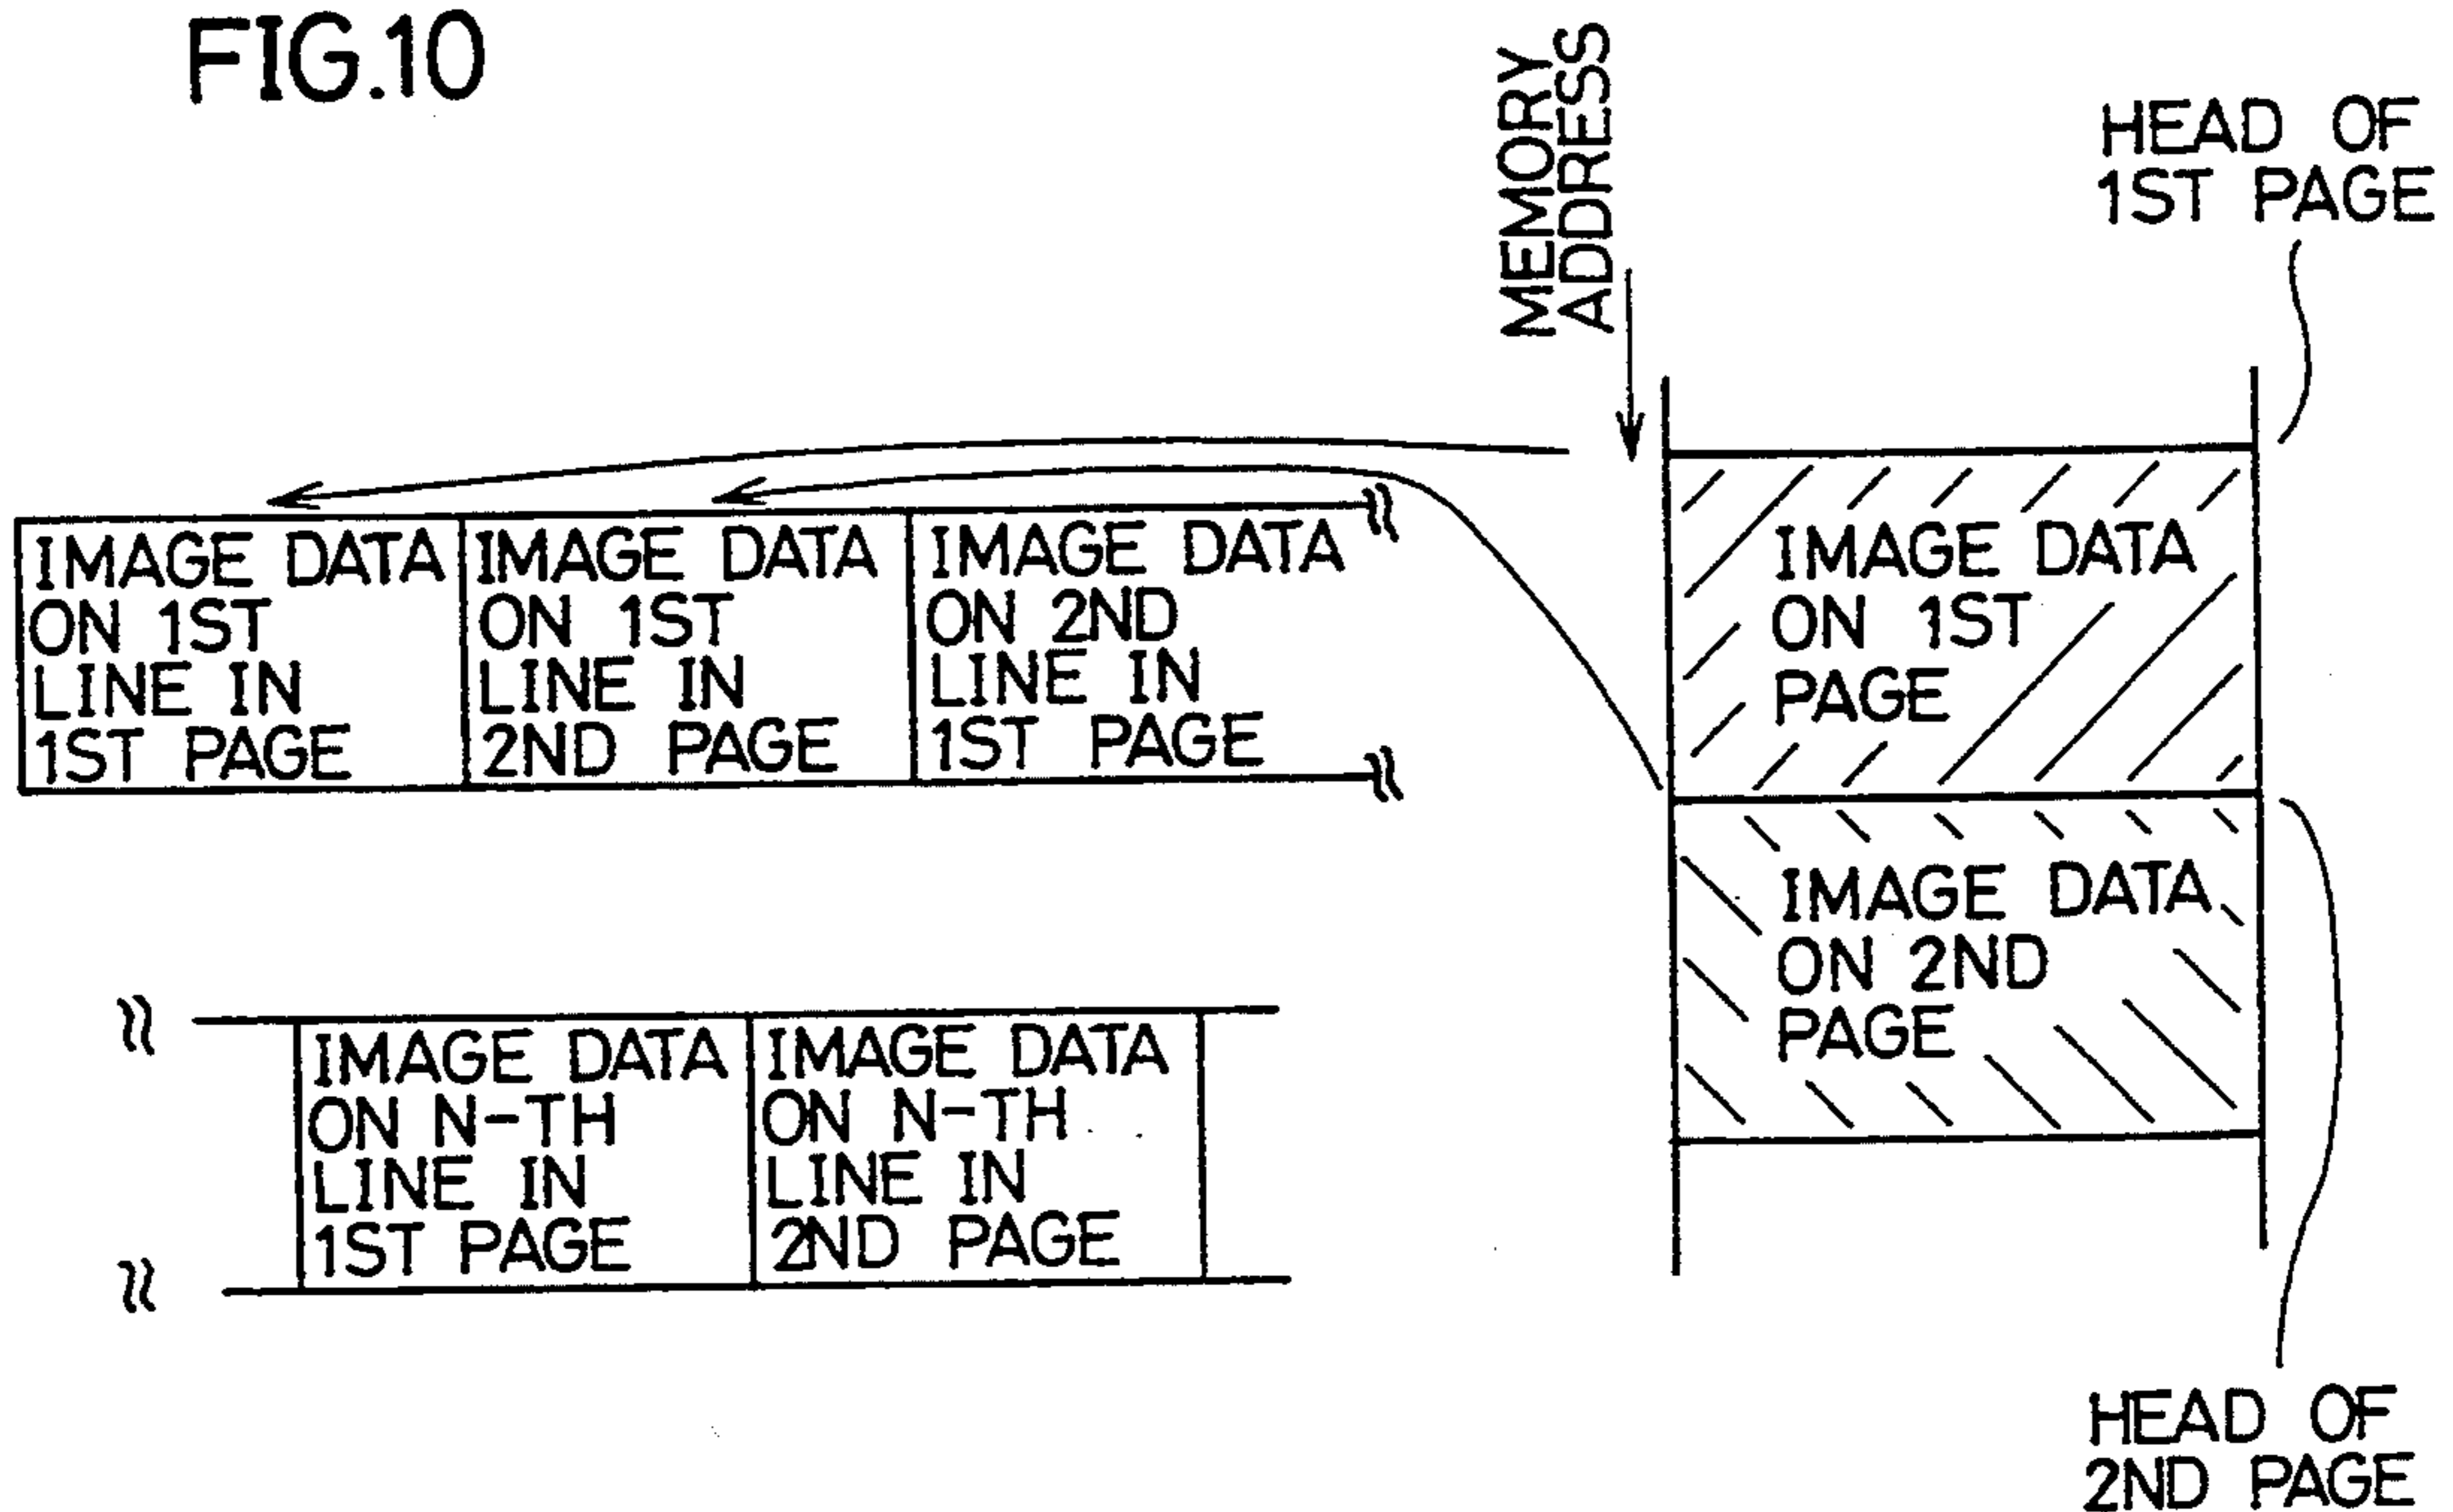 FIG.10
MEMORY
ADDRESS
HEAD OF
1ST PAGE
IMAGE DATA
ON 1ST
LINE IN
1ST PAGE
IMAGE DATA
ON 1ST
LINE IN
2ND PAGE
IMAGE DATA
ON 2ND
LINE IN
1ST PAGE
IMAGE DATA
ON 1ST
PAGE
IMAGE DATA
ON 2ND
PAGE
IMAGE DATA
ON N-TH
LINE IN
1ST PAGE
IMAGE DATA
ON N-TH
LINE IN
2ND PAGE
HEAD OF
2ND PAGE